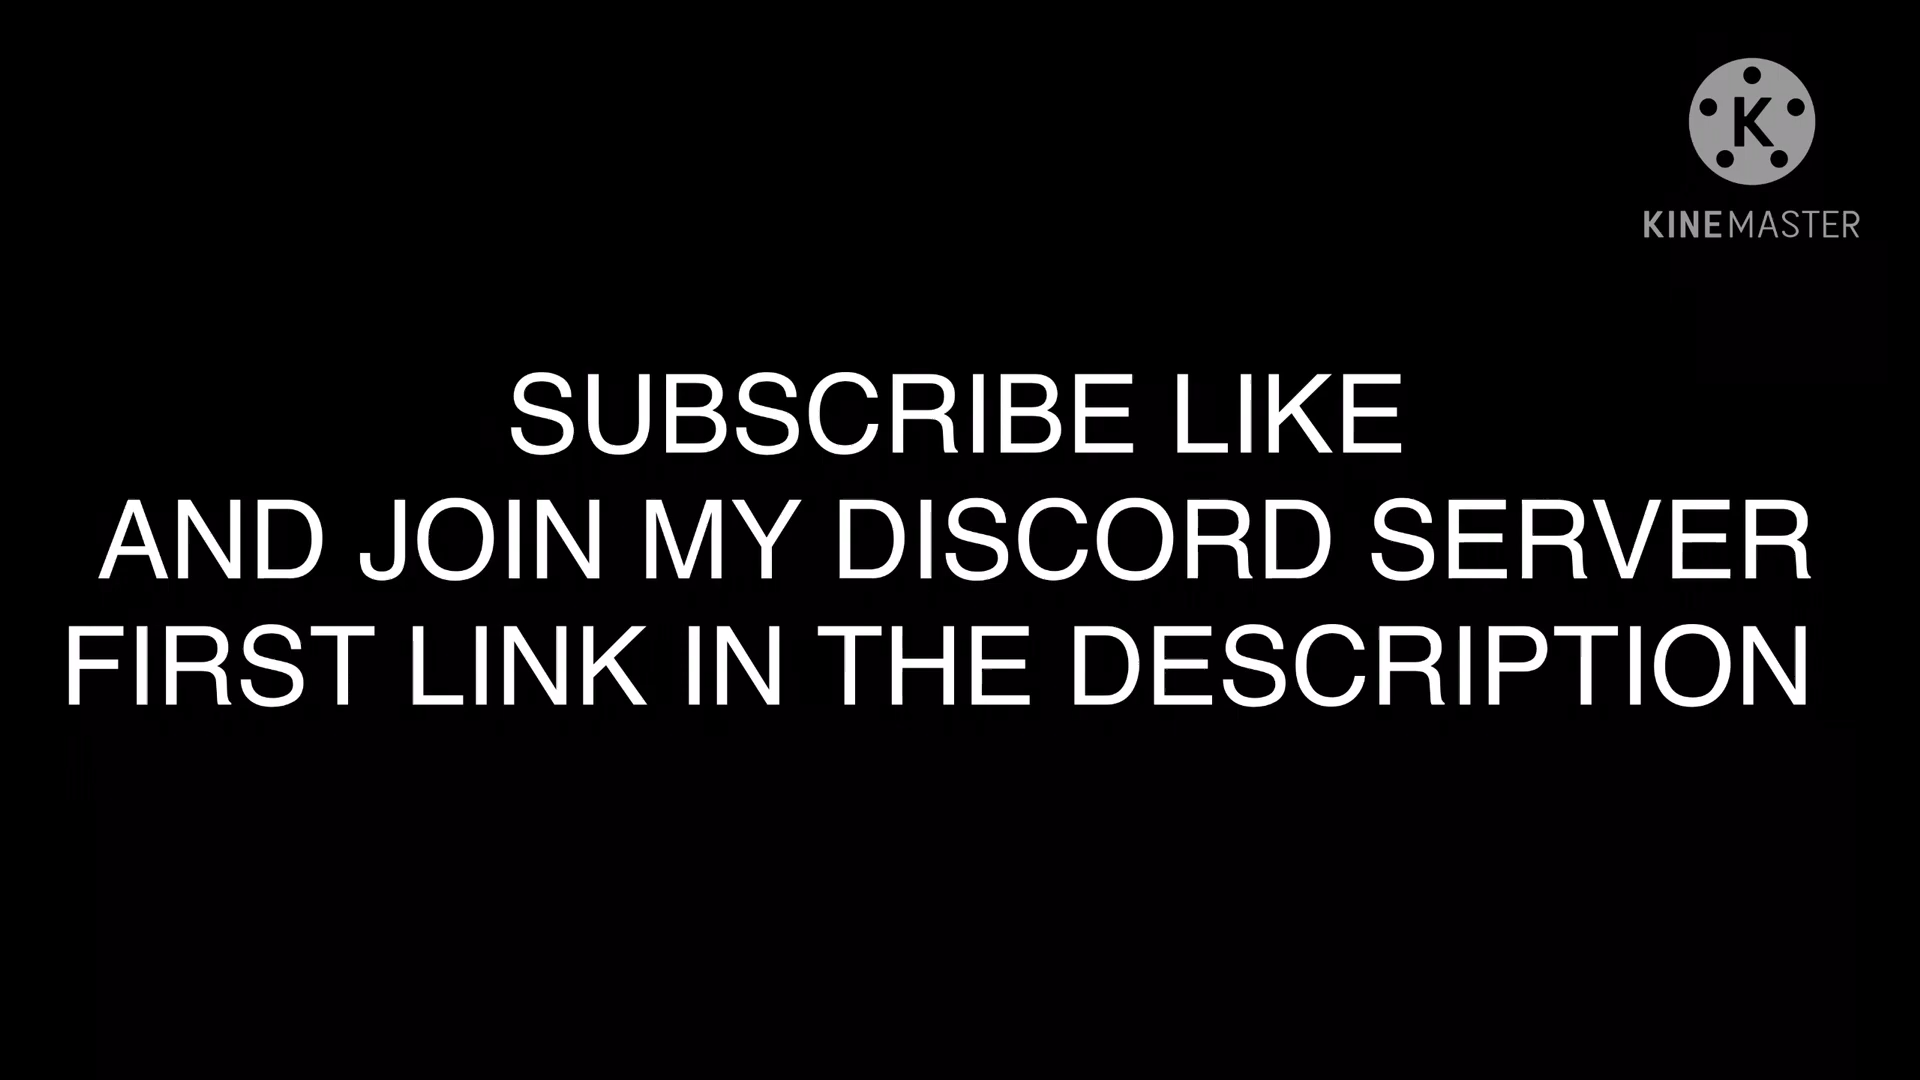 K
KINEMASTER
SUBSCRIBE LIKE
AND JOIN MY DISCORD SERVER
FIRST LINK IN THE DESCRIPTION